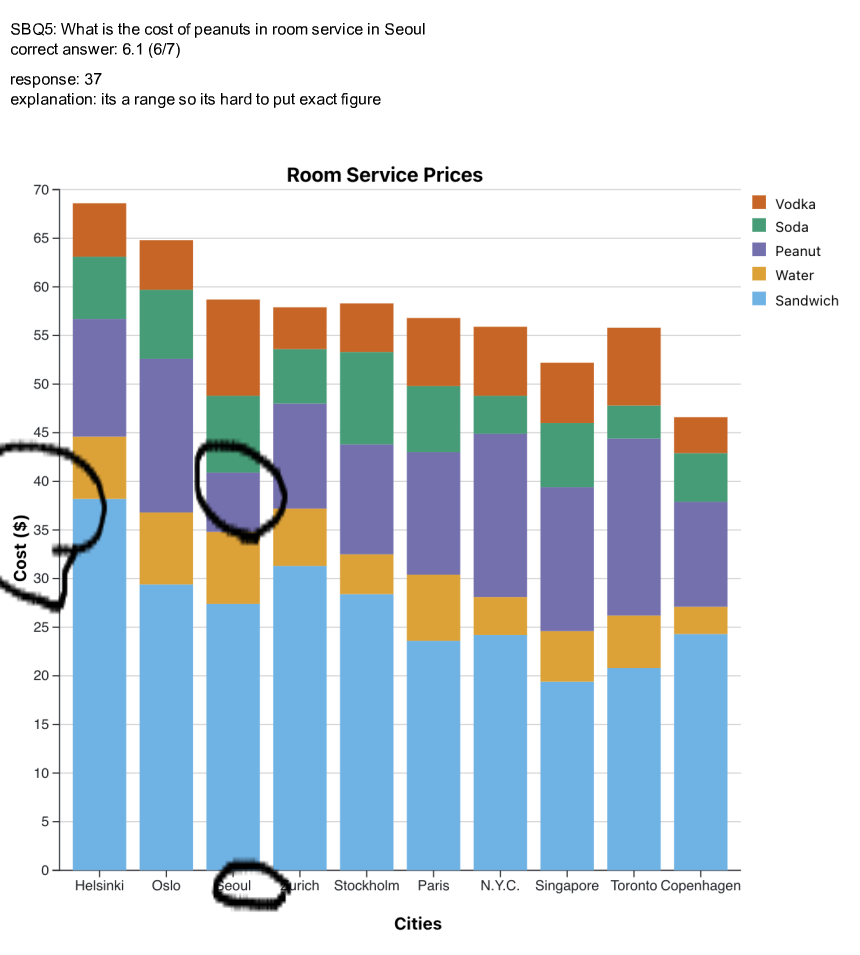 SBQ5: What is the cost of peanuts in room service in Seoul
correct answer: 6.1 (6/7)
response: 37
explanation: its a range so its hard to put exact figure
Room Service Prices
70
65
60
55
50
45
40
35
30
25
20
15
10
5
0
Cost ($)
Vodka
Soda
Peanut
Water
Sandwich
Helsinki Oslo Seoul Zurich Stockholm Paris N.Y.C. Singapore Toronto Copenhagen
Cities